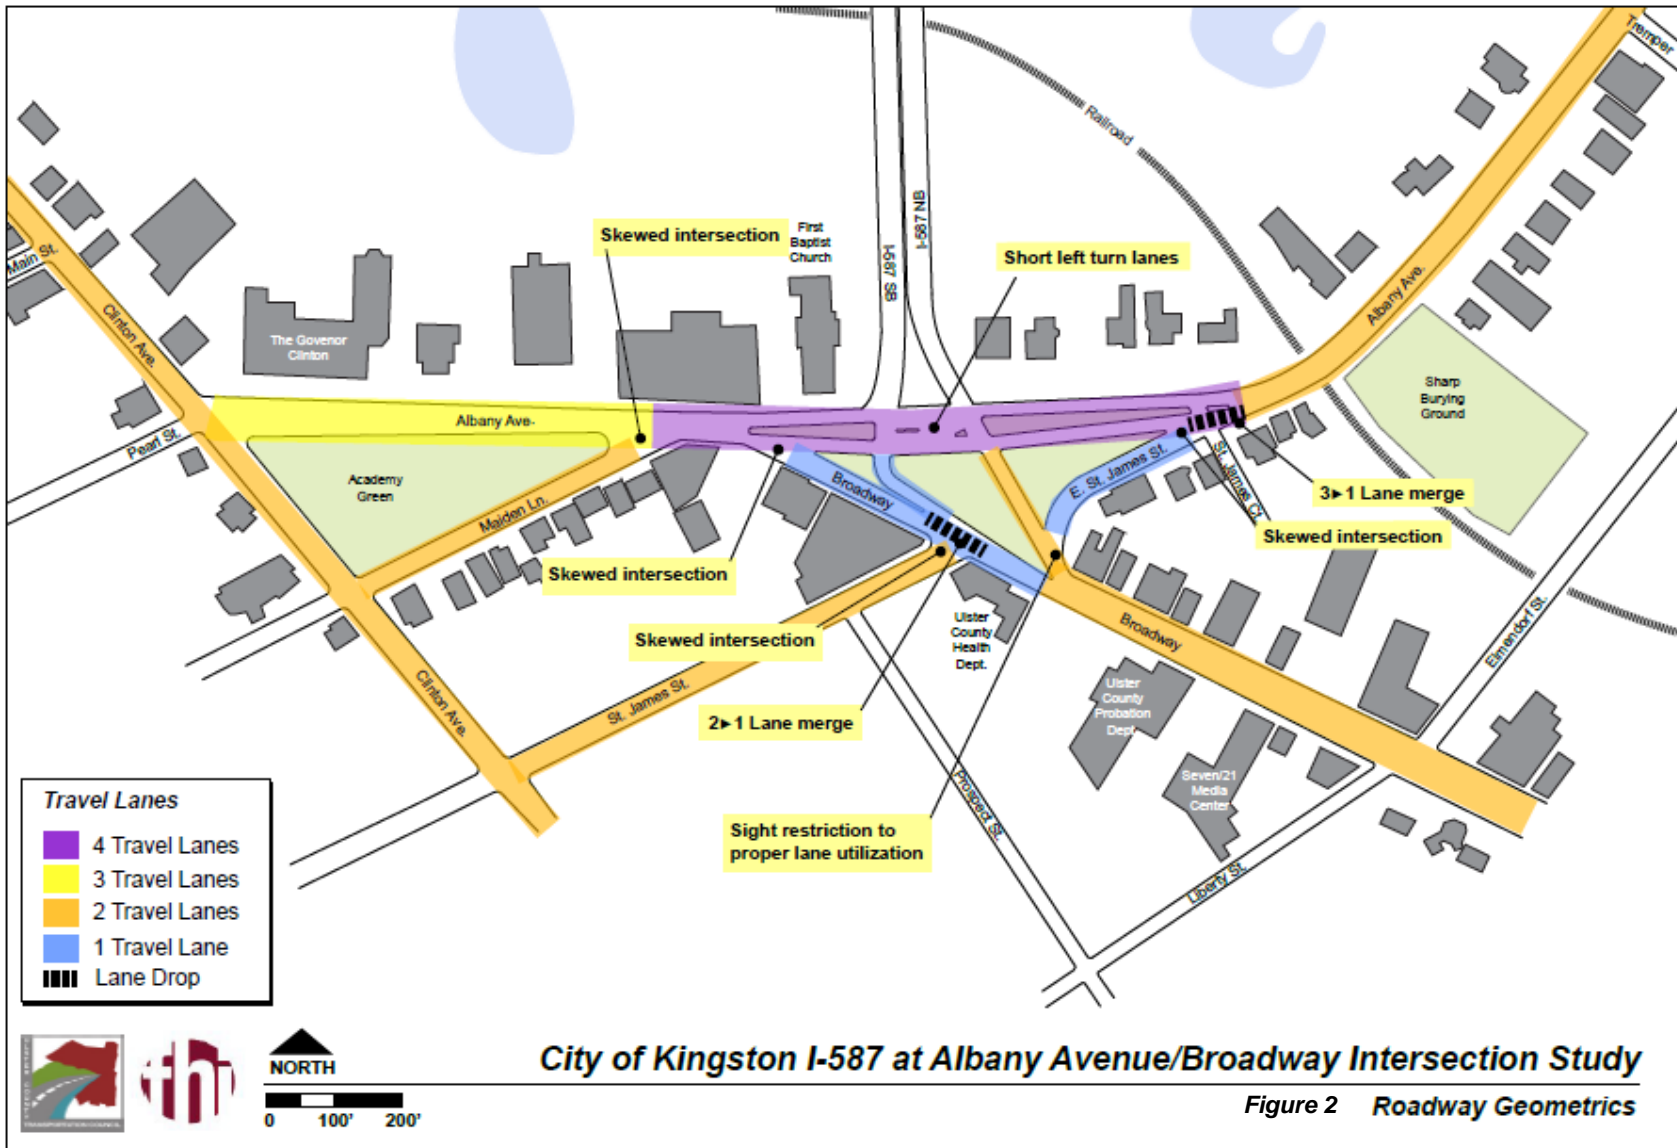 Tremper
Railroad
I-587 NB
I-587 SB
First
Baptist
Church
Skewed intersection
Short left turn lanes
Main St.
Clinton Ave.
The Govenor
Clinton
Albany Ave.
Sharp
Burying
Ground
Albany Ave-
Pearl St.
Academy
Green
Maiden Ln.
Broadway
E. St. James St.
St. James Ct.
3►1 Lane merge
Skewed intersection
Skewed intersection
Skewed intersection
Ulster
County
Health
Dept.
Broadway
Elmendorf St.
Clinton Ave.
St. James St.
2►1 Lane merge
Ulster
County
Probation
Dept.
Prospect St.
Seven/21
Media
Center
Sight restriction to
proper lane utilization
Liberty St.
Travel Lanes
4 Travel Lanes
3 Travel Lanes
2 Travel Lanes
1 Travel Lane
Lane Drop
TRANSPORTATION COUNCIL
thi
NORTH
0 100' 200'
City of Kingston I-587 at Albany Avenue/Broadway Intersection Study
Figure 2 Roadway Geometrics